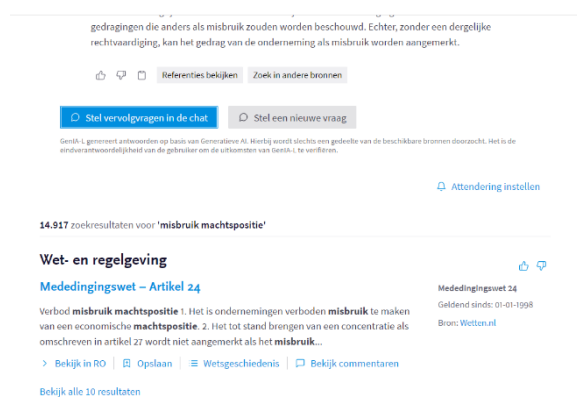 gedragingen die anders als misbruik zouden worden beschouwd. Echter, zonder een dergelijke
rechtvaardiging, kan het gedrag van de onderneming als misbruik worden aangemerkt.
Referenties bekijken Zoek in andere bronnen
Stel vervolgvragen in de chat Stel een nieuwe vraag
GenIA-L genereert antwoorden op basis van Generatieve AI. Hierbij wordt slechts een gedeelte van de beschikbare bronnen doorzocht. Het is de
eindverantwoordelijkheid van de gebruiker om de uitkomsten van GenIA-L te verifiëren.
Attendering instellen
14.917 zoekresultaten voor 'misbruik machtspositie'
Wet- en regelgeving
Mededingingswet – Artikel 24
Verbod misbruik machtspositie 1. Het is ondernemingen verboden misbruik te maken
van een economische machtspositie. 2. Het tot stand brengen van een concentratie als
omschreven in artikel 27 wordt niet aangemerkt als het misbruik...
Bekijk in RO Opslaan Wetsgeschiedenis Bekijk commentaren
Bekijk alle 10 resultaten
Mededingingswet 24
Geldend sinds: 01-01-1998
Bron: Wetten.nl